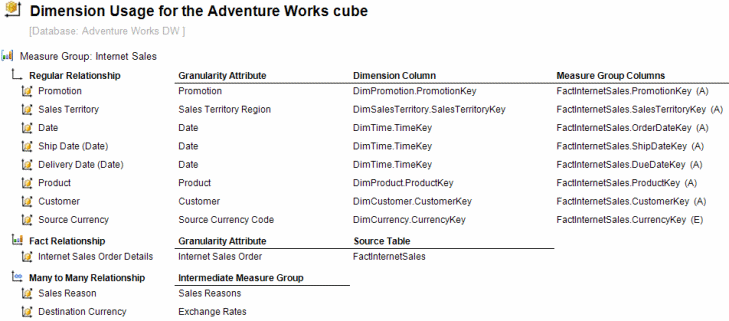 Dimension Usage for the Adventure Works cube
[Database: Adventure Works DW ]
Measure Group: Internet Sales
Regular Relationship Granularity Attribute Dimension Column Measure Group Columns
Promotion Promotion DimPromotion.PromotionKey FactInternetSales.PromotionKey (A)
Sales Territory Sales Territory Region DimSalesTerritory.SalesTerritoryKey FactInternetSales.SalesTerritoryKey (A)
Date Date DimTime.TimeKey FactInternetSales.OrderDateKey (A)
Ship Date (Date) Date DimTime.TimeKey FactInternetSales.ShipDateKey (A)
Delivery Date (Date) Date DimTime.TimeKey FactInternetSales.DueDateKey (A)
Product Product DimProduct.ProductKey FactInternetSales.ProductKey (A)
Customer Customer DimCustomer.CustomerKey FactInternetSales.CustomerKey (A)
Source Currency Source Currency Code DimCurrency.CurrencyKey FactInternetSales.CurrencyKey (E)
Fact Relationship Granularity Attribute Source Table
Internet Sales Order Details Internet Sales Order FactInternetSales
Many to Many Relationship Intermediate Measure Group
Sales Reason Sales Reasons
Destination Currency Exchange Rates